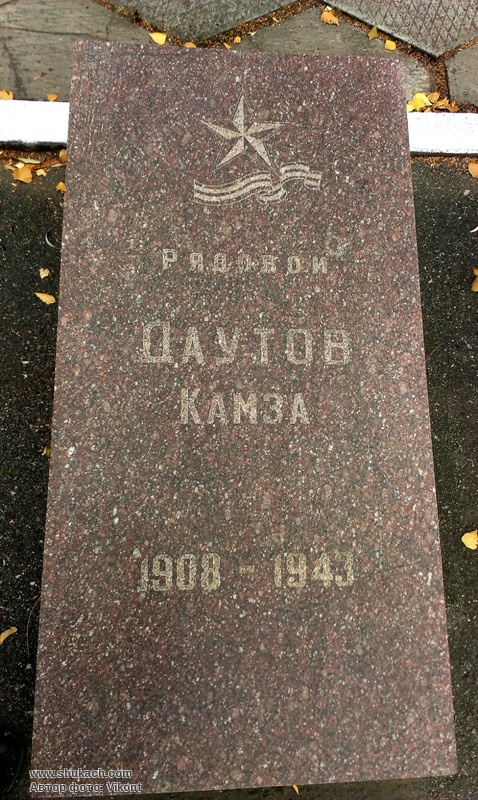 Рядовой
Даутов
Камза
1908 - 1943
www.shukach.com
Автор фото: Vikont